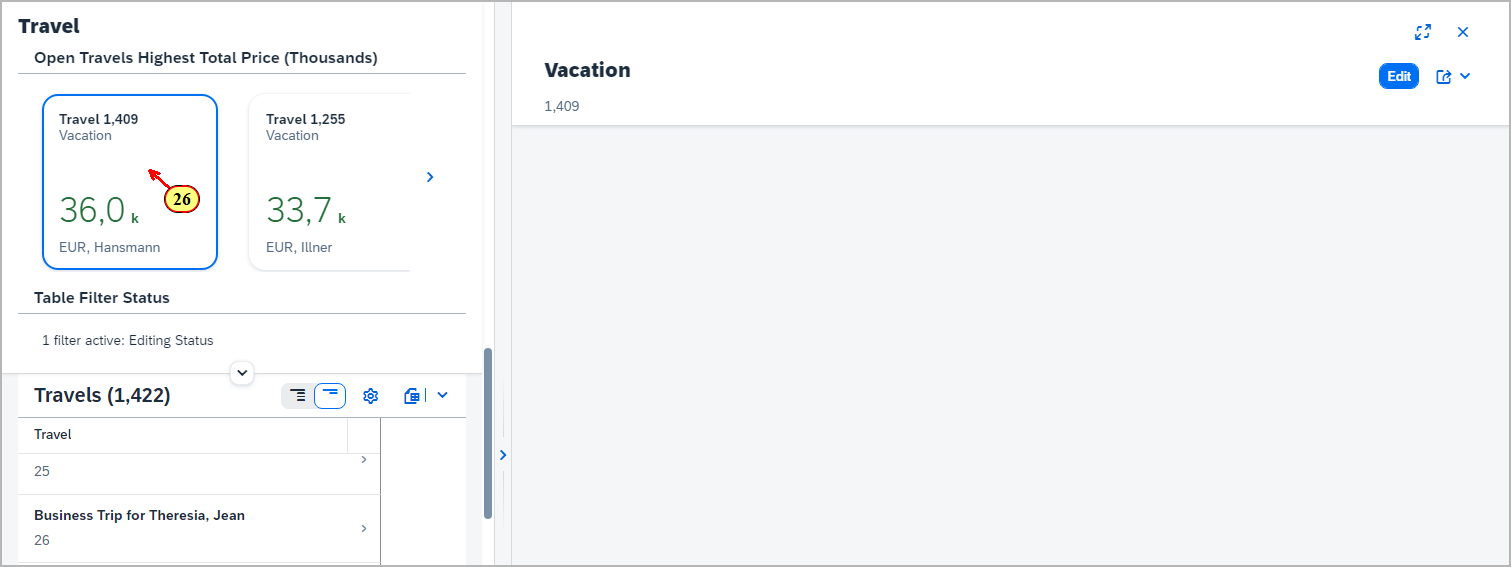 Travel
Open Travels Highest Total Price (Thousands)
Travel 1,409
Vacation
26
36,0 k
EUR, Hansmann
Travel 1,255
Vacation
33,7 k
EUR, Illner
Table Filter Status
1 filter active: Editing Status
Travels (1,422)
Travel
25
Business Trip for Theresia, Jean
26
Vacation
1,409
Edit